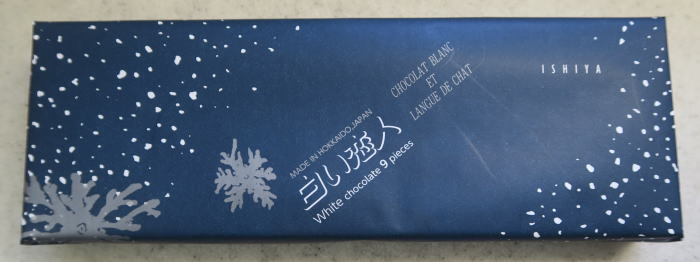 CHOCOLAT BLANC
ET
LANGUE DE CHAT
ISHIYA
MADE IN HOKKAIDO, JAPAN
白い恋人
White chocolate 9 pieces